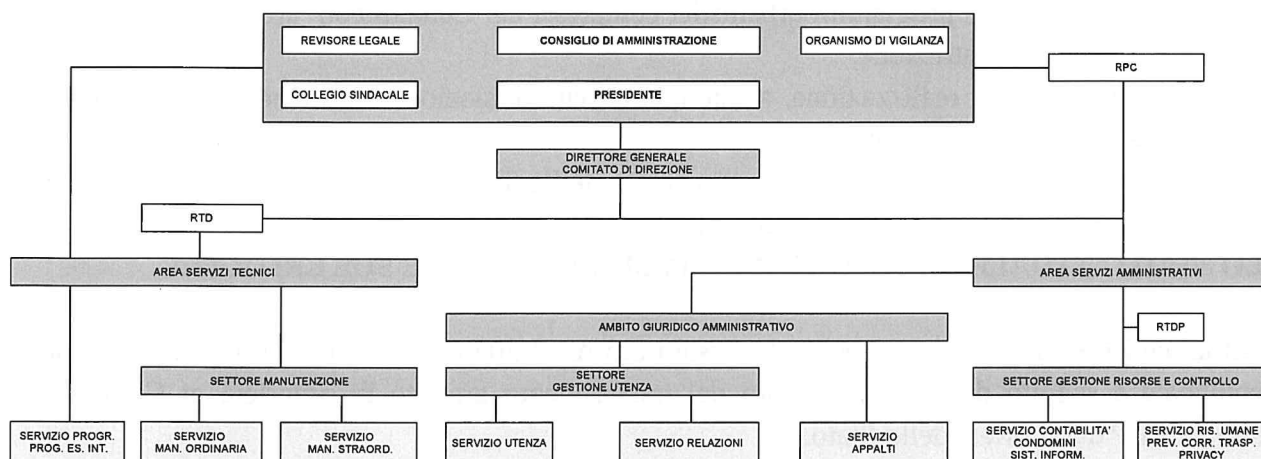 REVISORE LEGALE
CONSIGLIO DI AMMINISTRAZIONE
ORGANISMO DI VIGILANZA
RPC
COLLEGIO SINDACALE
PRESIDENTE
DIRETTORE GENERALE
COMITATO DI DIREZIONE
RTD
AREA SERVIZI TECNICI
AREA SERVIZI AMMINISTRATIVI
AMBITO GIURIDICO AMMINISTRATIVO
RTDP
SETTORE MANUTENZIONE
SETTORE
GESTIONE UTENZA
SETTORE GESTIONE RISORSE E CONTROLLO
SERVIZIO PROGR.
PROG. ES. INT.
SERVIZIO
MAN. ORDINARIA
SERVIZIO
MAN. STRAORD.
SERVIZIO UTENZA
SERVIZIO RELAZIONI
SERVIZIO
APPALTI
SERVIZIO CONTABILITA'
CONDOMINI
SIST. INFORM.
SERVIZIO RIS. UMANE
PREV. CORR. TRASP.
PRIVACY